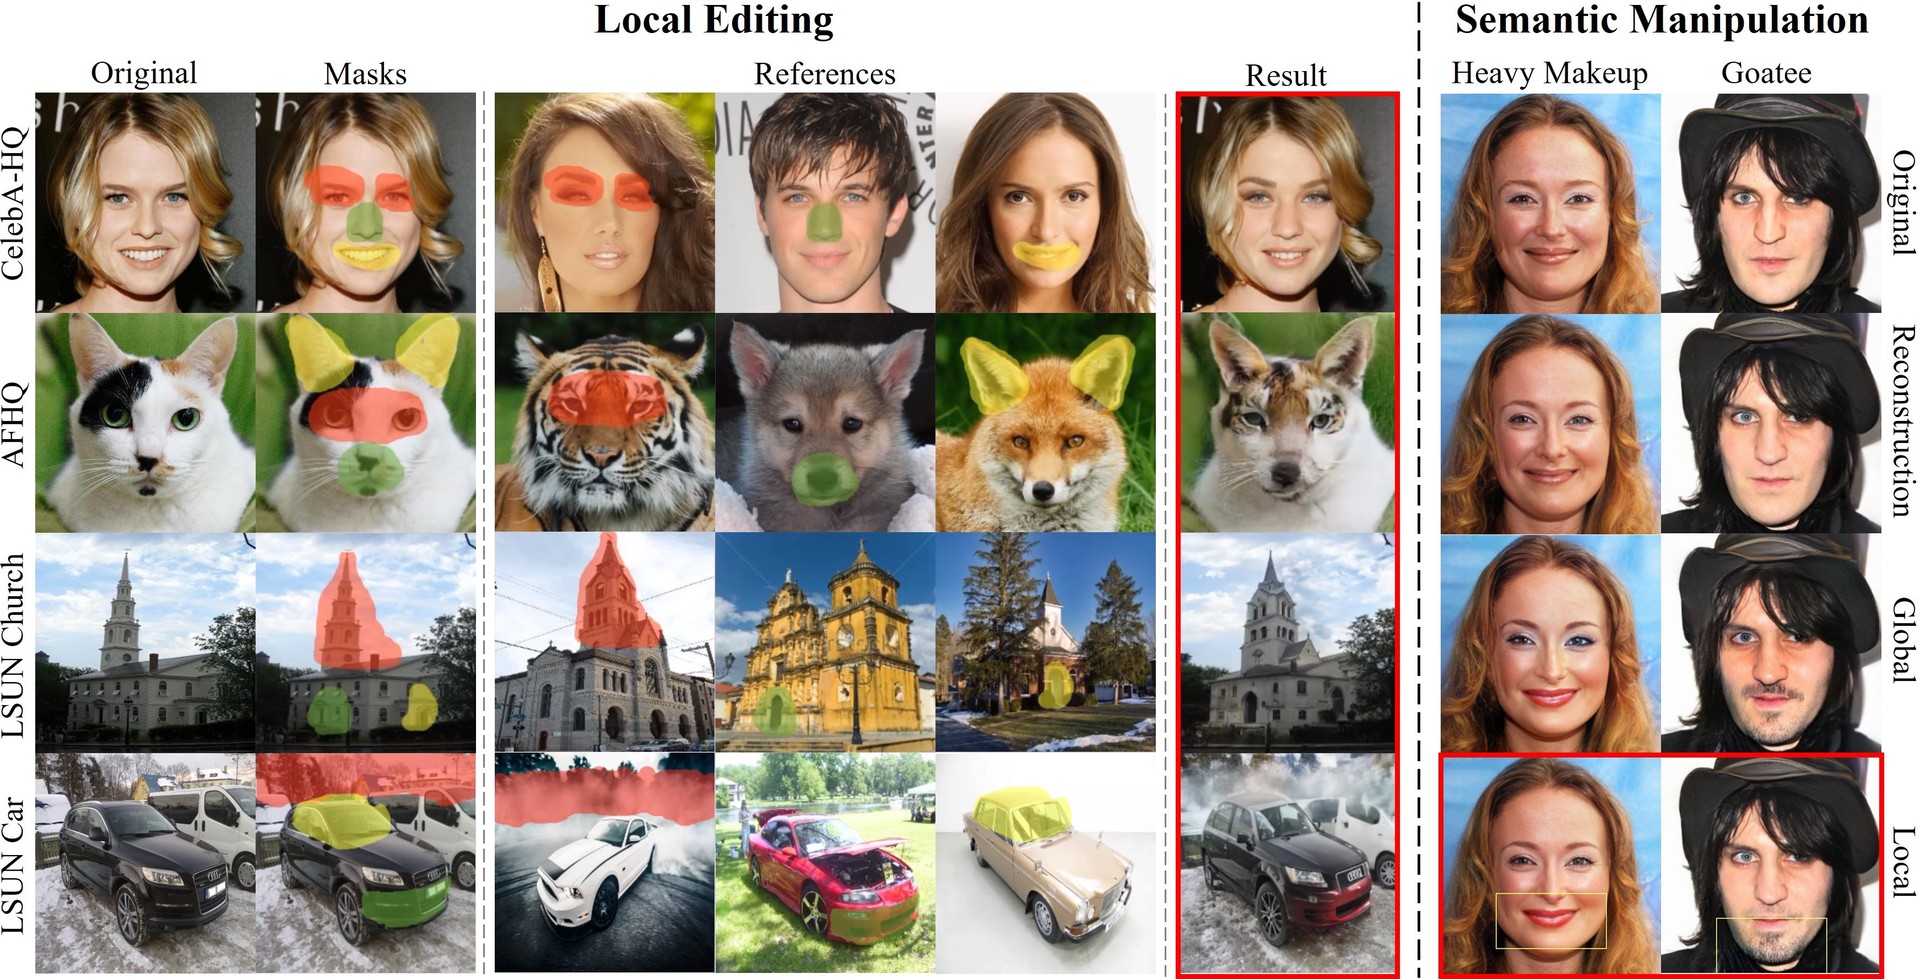 Local Editing
Semantic Manipulation
Original
Masks
References
Result
Heavy Makeup
Goatee
CelebA-HQ
AFHQ
LSUN Church
LSUN Car
Original
Reconstruction
Global
Local